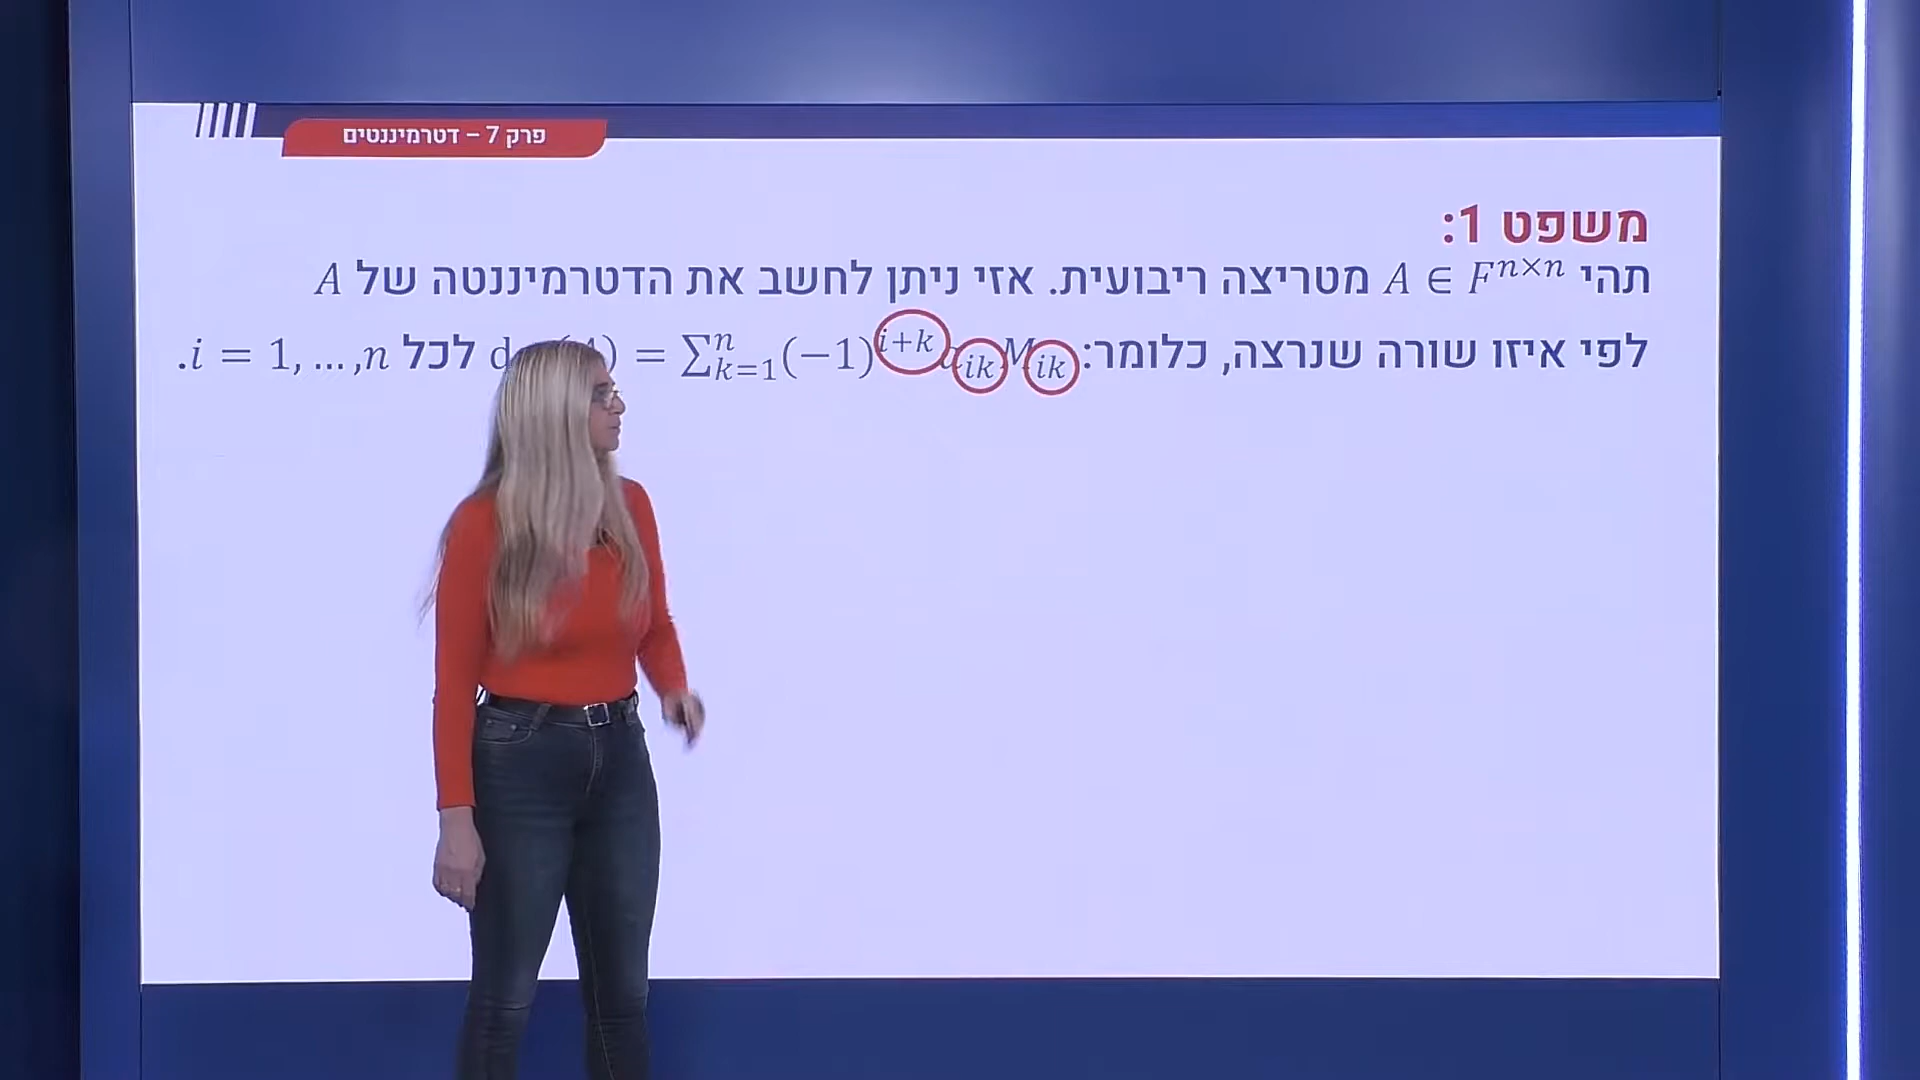 פרק 7 – דטרמיננטים
משפט 1:
תהי A ∈ F^{n×n} מטריצה ריבועית. אזי ניתן לחשב את הדטרמיננטה של A
לפי איזו שורה שנרצה, כלומר: ) = ∑_{k=1}^{n}(−1)^{i+k} a_{ik} M_{ik} לכל i = 1, … , n.